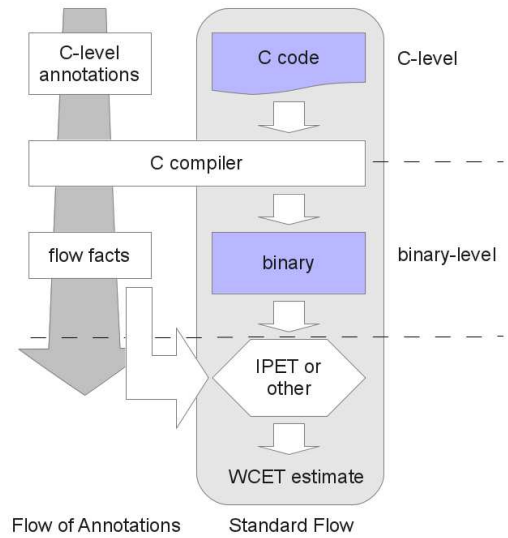 C-level
annotations
C code
C-level
C compiler
flow facts
binary
binary-level
IPET or
other
WCET estimate
Flow of Annotations
Standard Flow